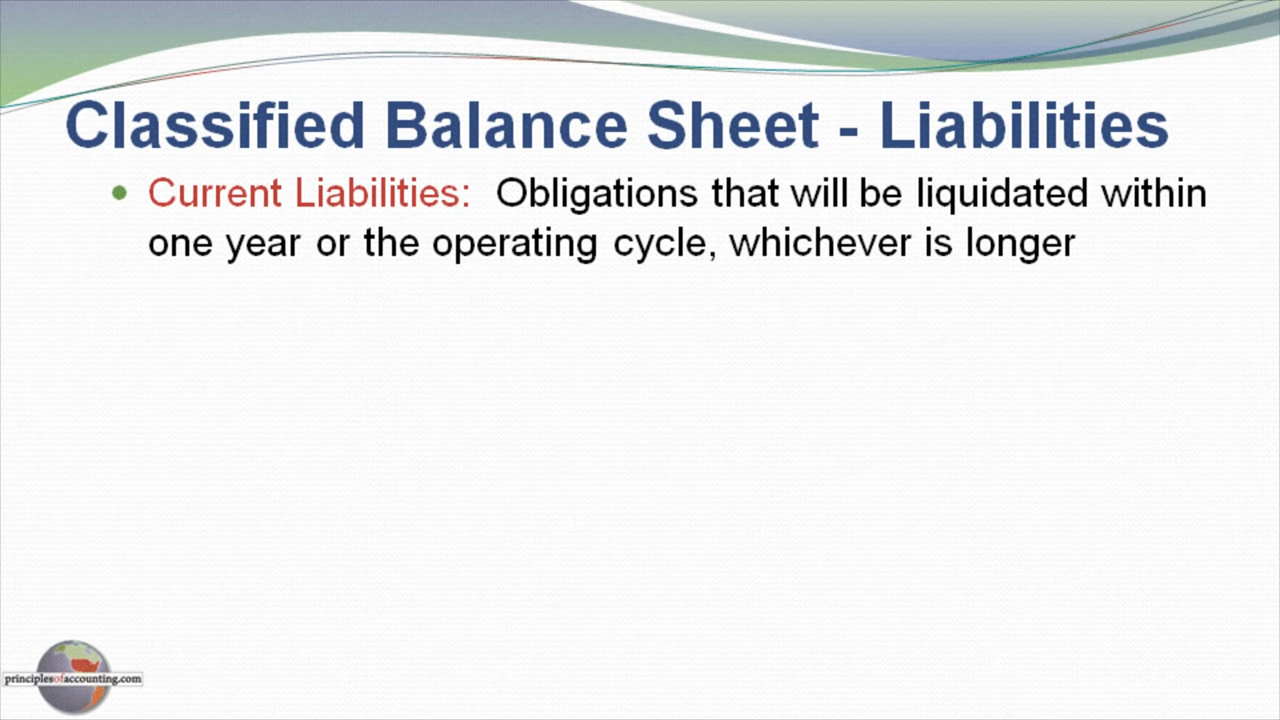 Classified Balance Sheet - Liabilities
• Current Liabilities: Obligations that will be liquidated within
one year or the operating cycle, whichever is longer
principlesofaccounting.com